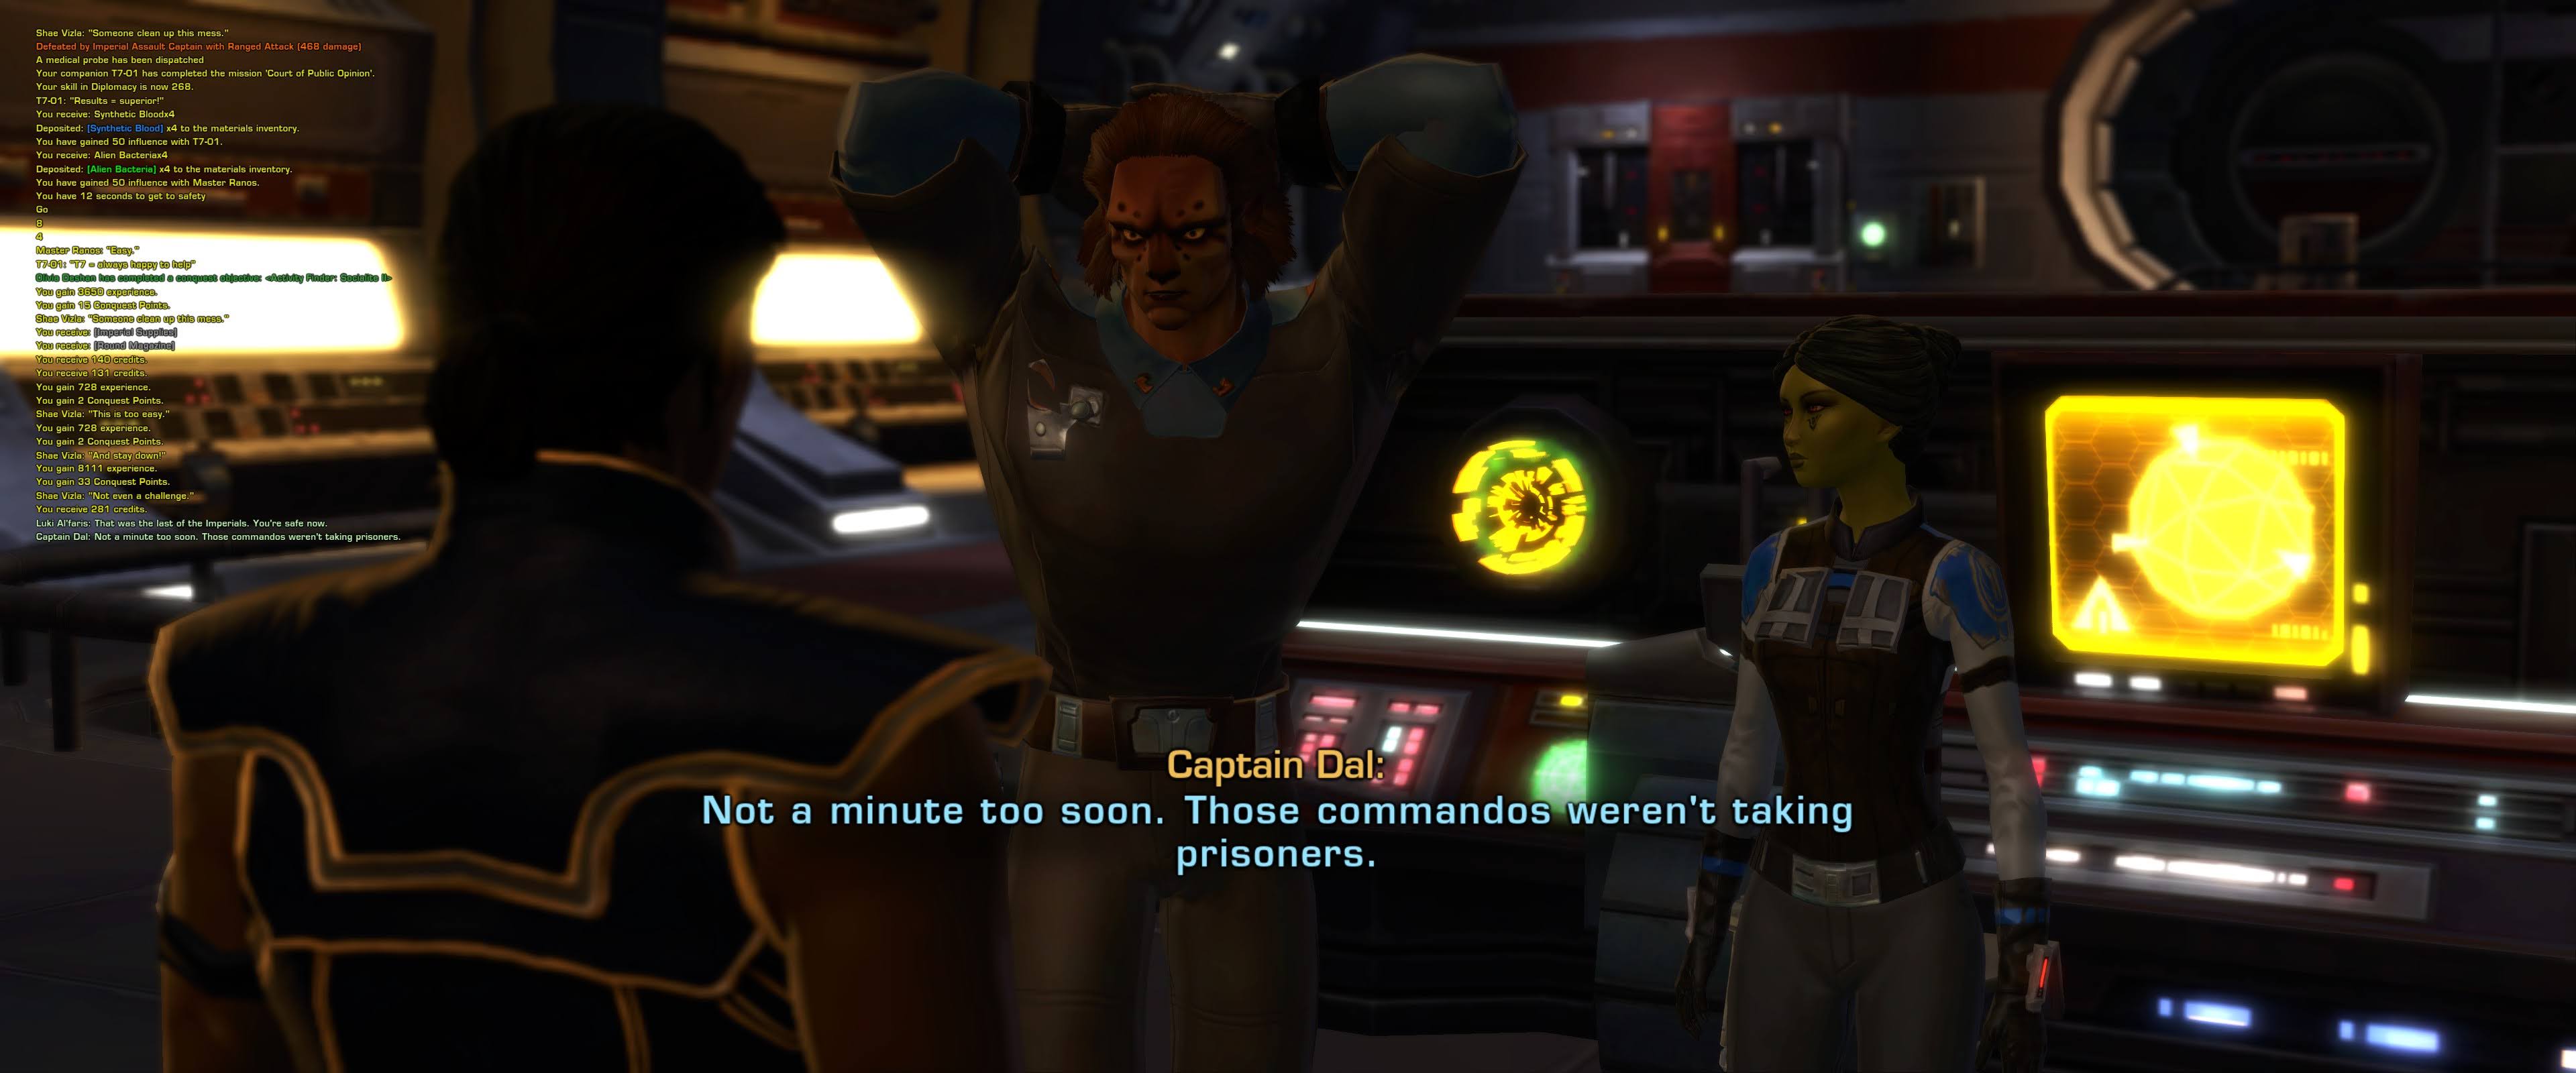 Shae Vizla: "Someone clean up this mess."
Defeated by Imperial Assault Captain with Ranged Attack (468 damage)
A medical probe has been dispatched
Your companion T7-01 has completed the mission 'Court of Public Opinion'.
Your skill in Diplomacy is now 268.
T7-01: "Results = superior!"
You receive: Synthetic Bloodx4
Deposited: [Synthetic Blood] x4 to the materials inventory.
You have gained 50 influence with T7-01.
You receive: Alien Bacteriax4
Deposited: [Alien Bacteria] x4 to the materials inventory.
You have gained 50 influence with Master Ranos.
You have 12 seconds to get to safety
Go
8
4
Master Ranos: "Easy."
T7-01: "T7 = always happy to help"
Olivia Deshan has completed a conquest objective: <Activity Finder: Socialite II>
You gain 3650 experience.
You gain 15 Conquest Points.
Shae Vizla: "Someone clean up this mess."
You receive: [Imperial Supplies]
You receive: [Round Magazine]
You receive 140 credits.
You receive 131 credits.
You gain 728 experience.
You gain 2 Conquest Points.
Shae Vizla: "This is too easy."
You gain 728 experience.
You gain 2 Conquest Points.
Shae Vizla: "And stay down!"
You gain 8111 experience.
You gain 33 Conquest Points.
Shae Vizla: "Not even a challenge."
You receive 281 credits.
Luki Al'faris: That was the last of the Imperials. You're safe now.
Captain Dal: Not a minute too soon. Those commandos weren't taking prisoners.
Captain Dal:
Not a minute too soon. Those commandos weren't taking
prisoners.